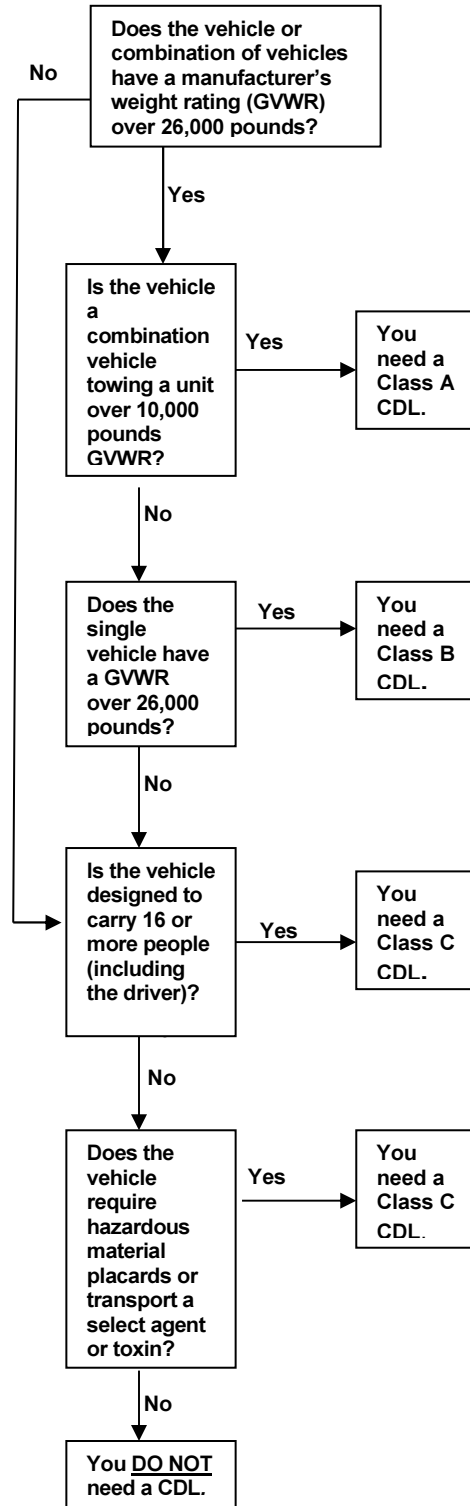 Does the vehicle or
combination of vehicles
have a manufacturer's
weight rating (GVWR)
over 26,000 pounds?
No
Yes
Is the vehicle
a
combination
vehicle
towing a unit
over 10,000
pounds
GVWR?
Yes
You
need a
Class A
CDL.
No
Does the
single
vehicle have
a GVWR
over 26,000
pounds?
Yes
You
need a
Class B
CDL.
No
Is the vehicle
designed to
carry 16 or
more people
(including
the driver)?
Yes
You
need a
Class C
CDL.
No
Does the
vehicle
require
hazardous
material
placards or
transport a
select agent
or toxin?
Yes
You
need a
Class C
CDL.
No
You DO NOT
need a CDL.